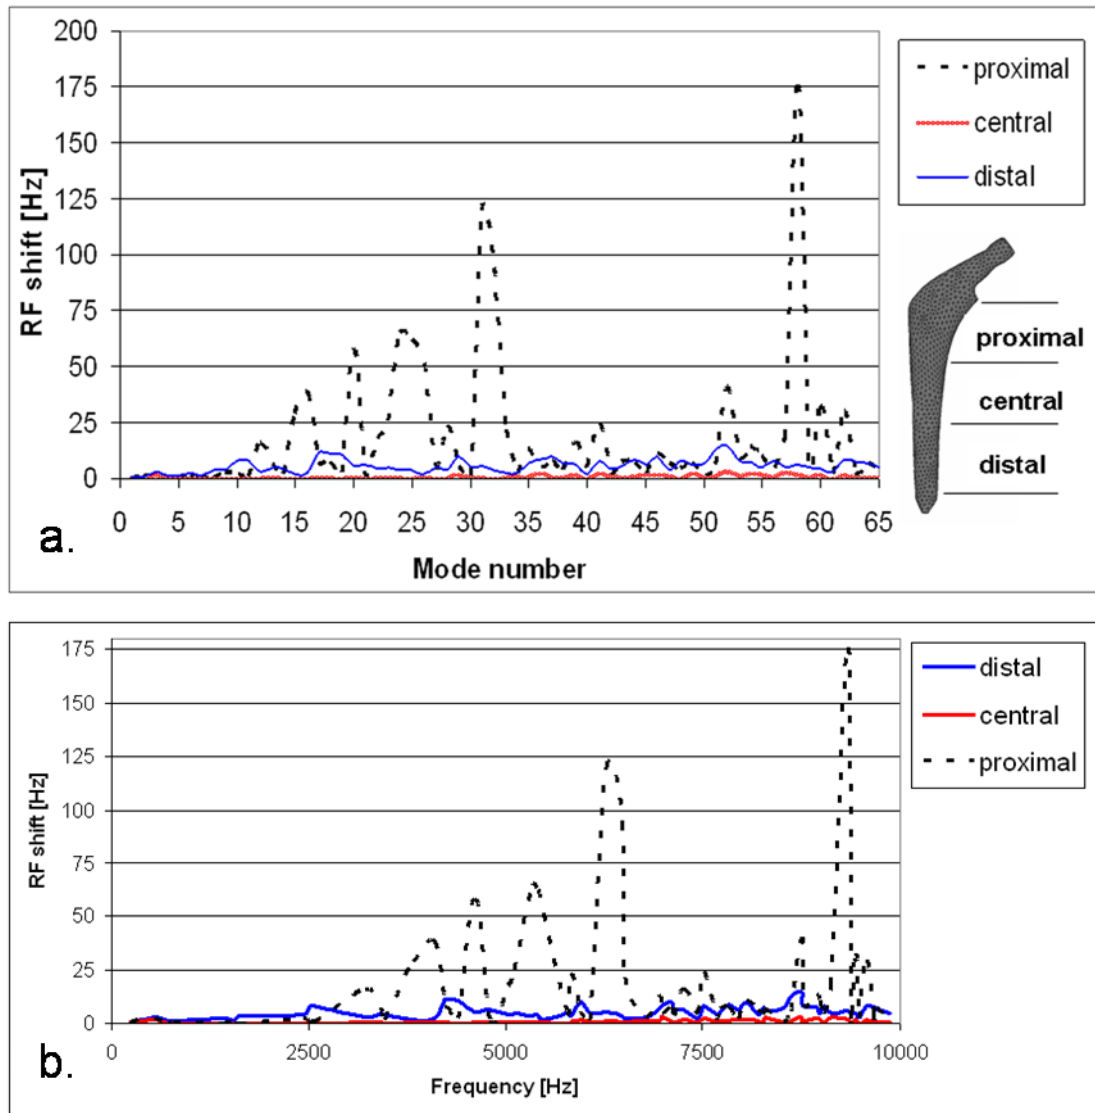 200
175
150
125
100
75
50
25
0
RF shift [Hz]
0 5 10 15 20 25 30 35 40 45 50 55 60 65
Mode number
a.
proximal
central
distal
proximal
central
distal
175
150
125
100
75
50
25
0
RF shift [Hz]
0 2500 5000 7500 10000
Frequency [Hz]
b.
distal
central
proximal